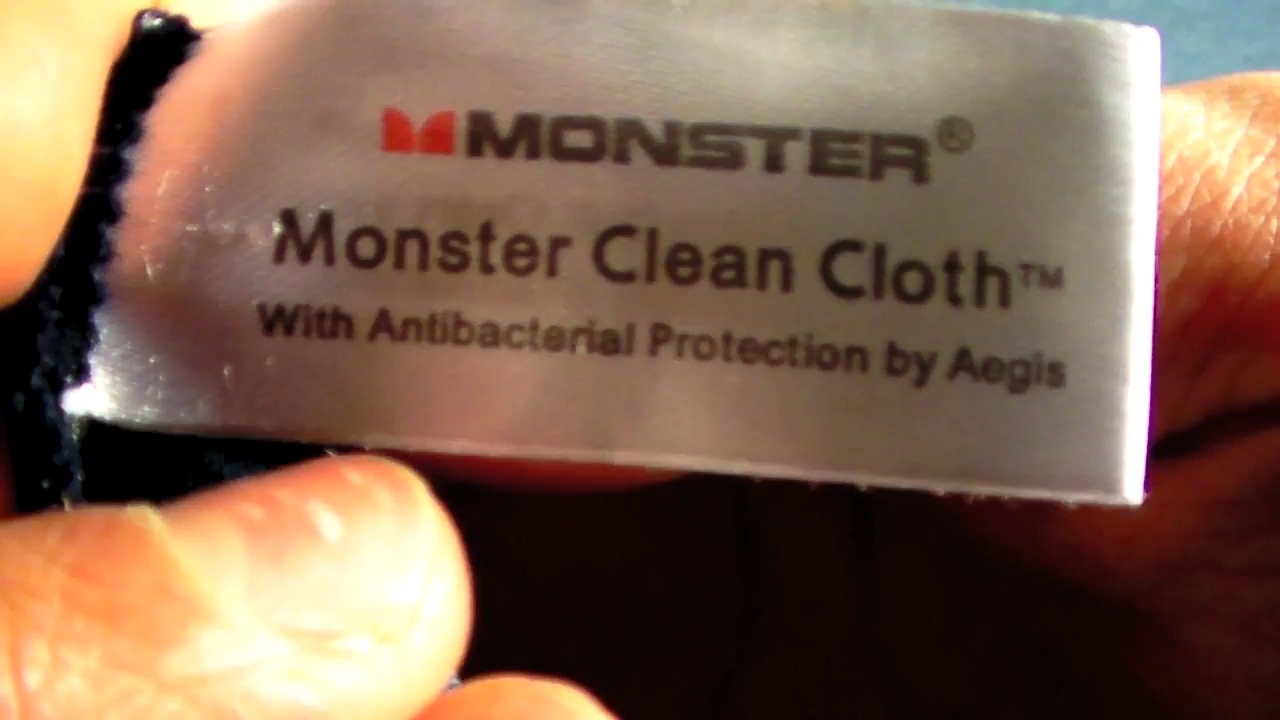 MONSTER®
Monster Clean Cloth™
With Antibacterial Protection by Aegis